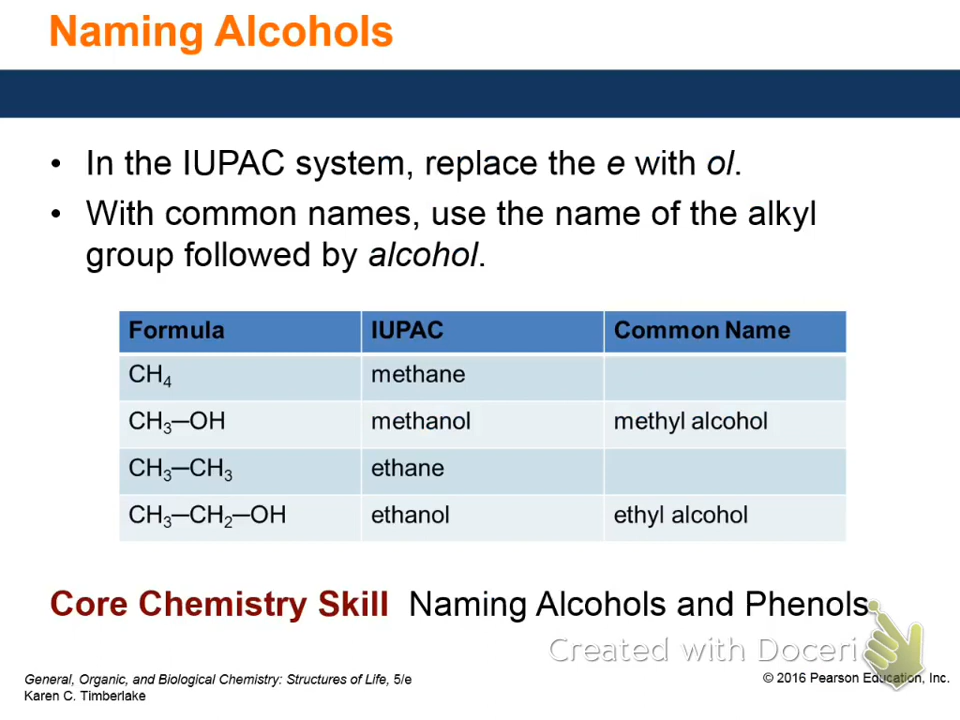 Naming Alcohols
• In the IUPAC system, replace the e with ol.
• With common names, use the name of the alkyl
group followed by alcohol.
Formula IUPAC Common Name
CH₄ methane
CH₃─OH methanol methyl alcohol
CH₃─CH₃ ethane
CH₃─CH₂─OH ethanol ethyl alcohol
Core Chemistry Skill Naming Alcohols and Phenols
Created with Doceri
General, Organic, and Biological Chemistry: Structures of Life, 5/e
Karen C. Timberlake
© 2016 Pearson Education, Inc.